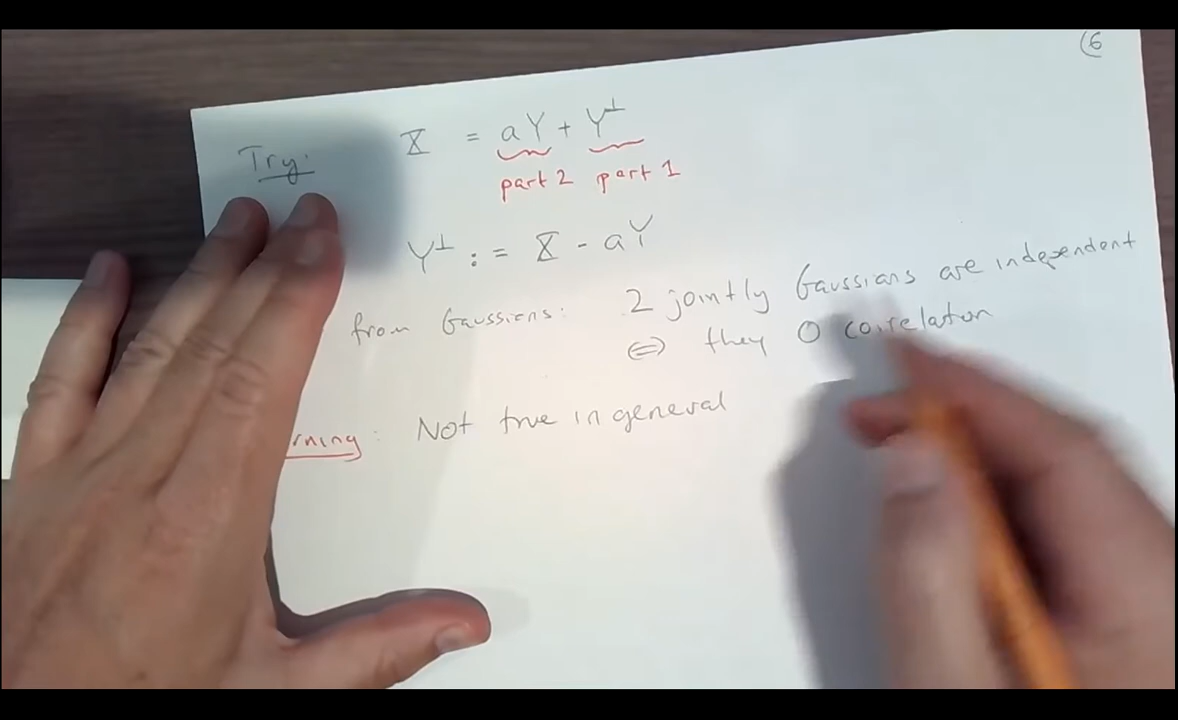 (6
Try: X = aY + Y⊥
part 2 part 1
Y⊥ := X - aY
from Gaussians: 2 jointly Gaussians are independent
⇔ they 0 correlation
rning: Not true in general